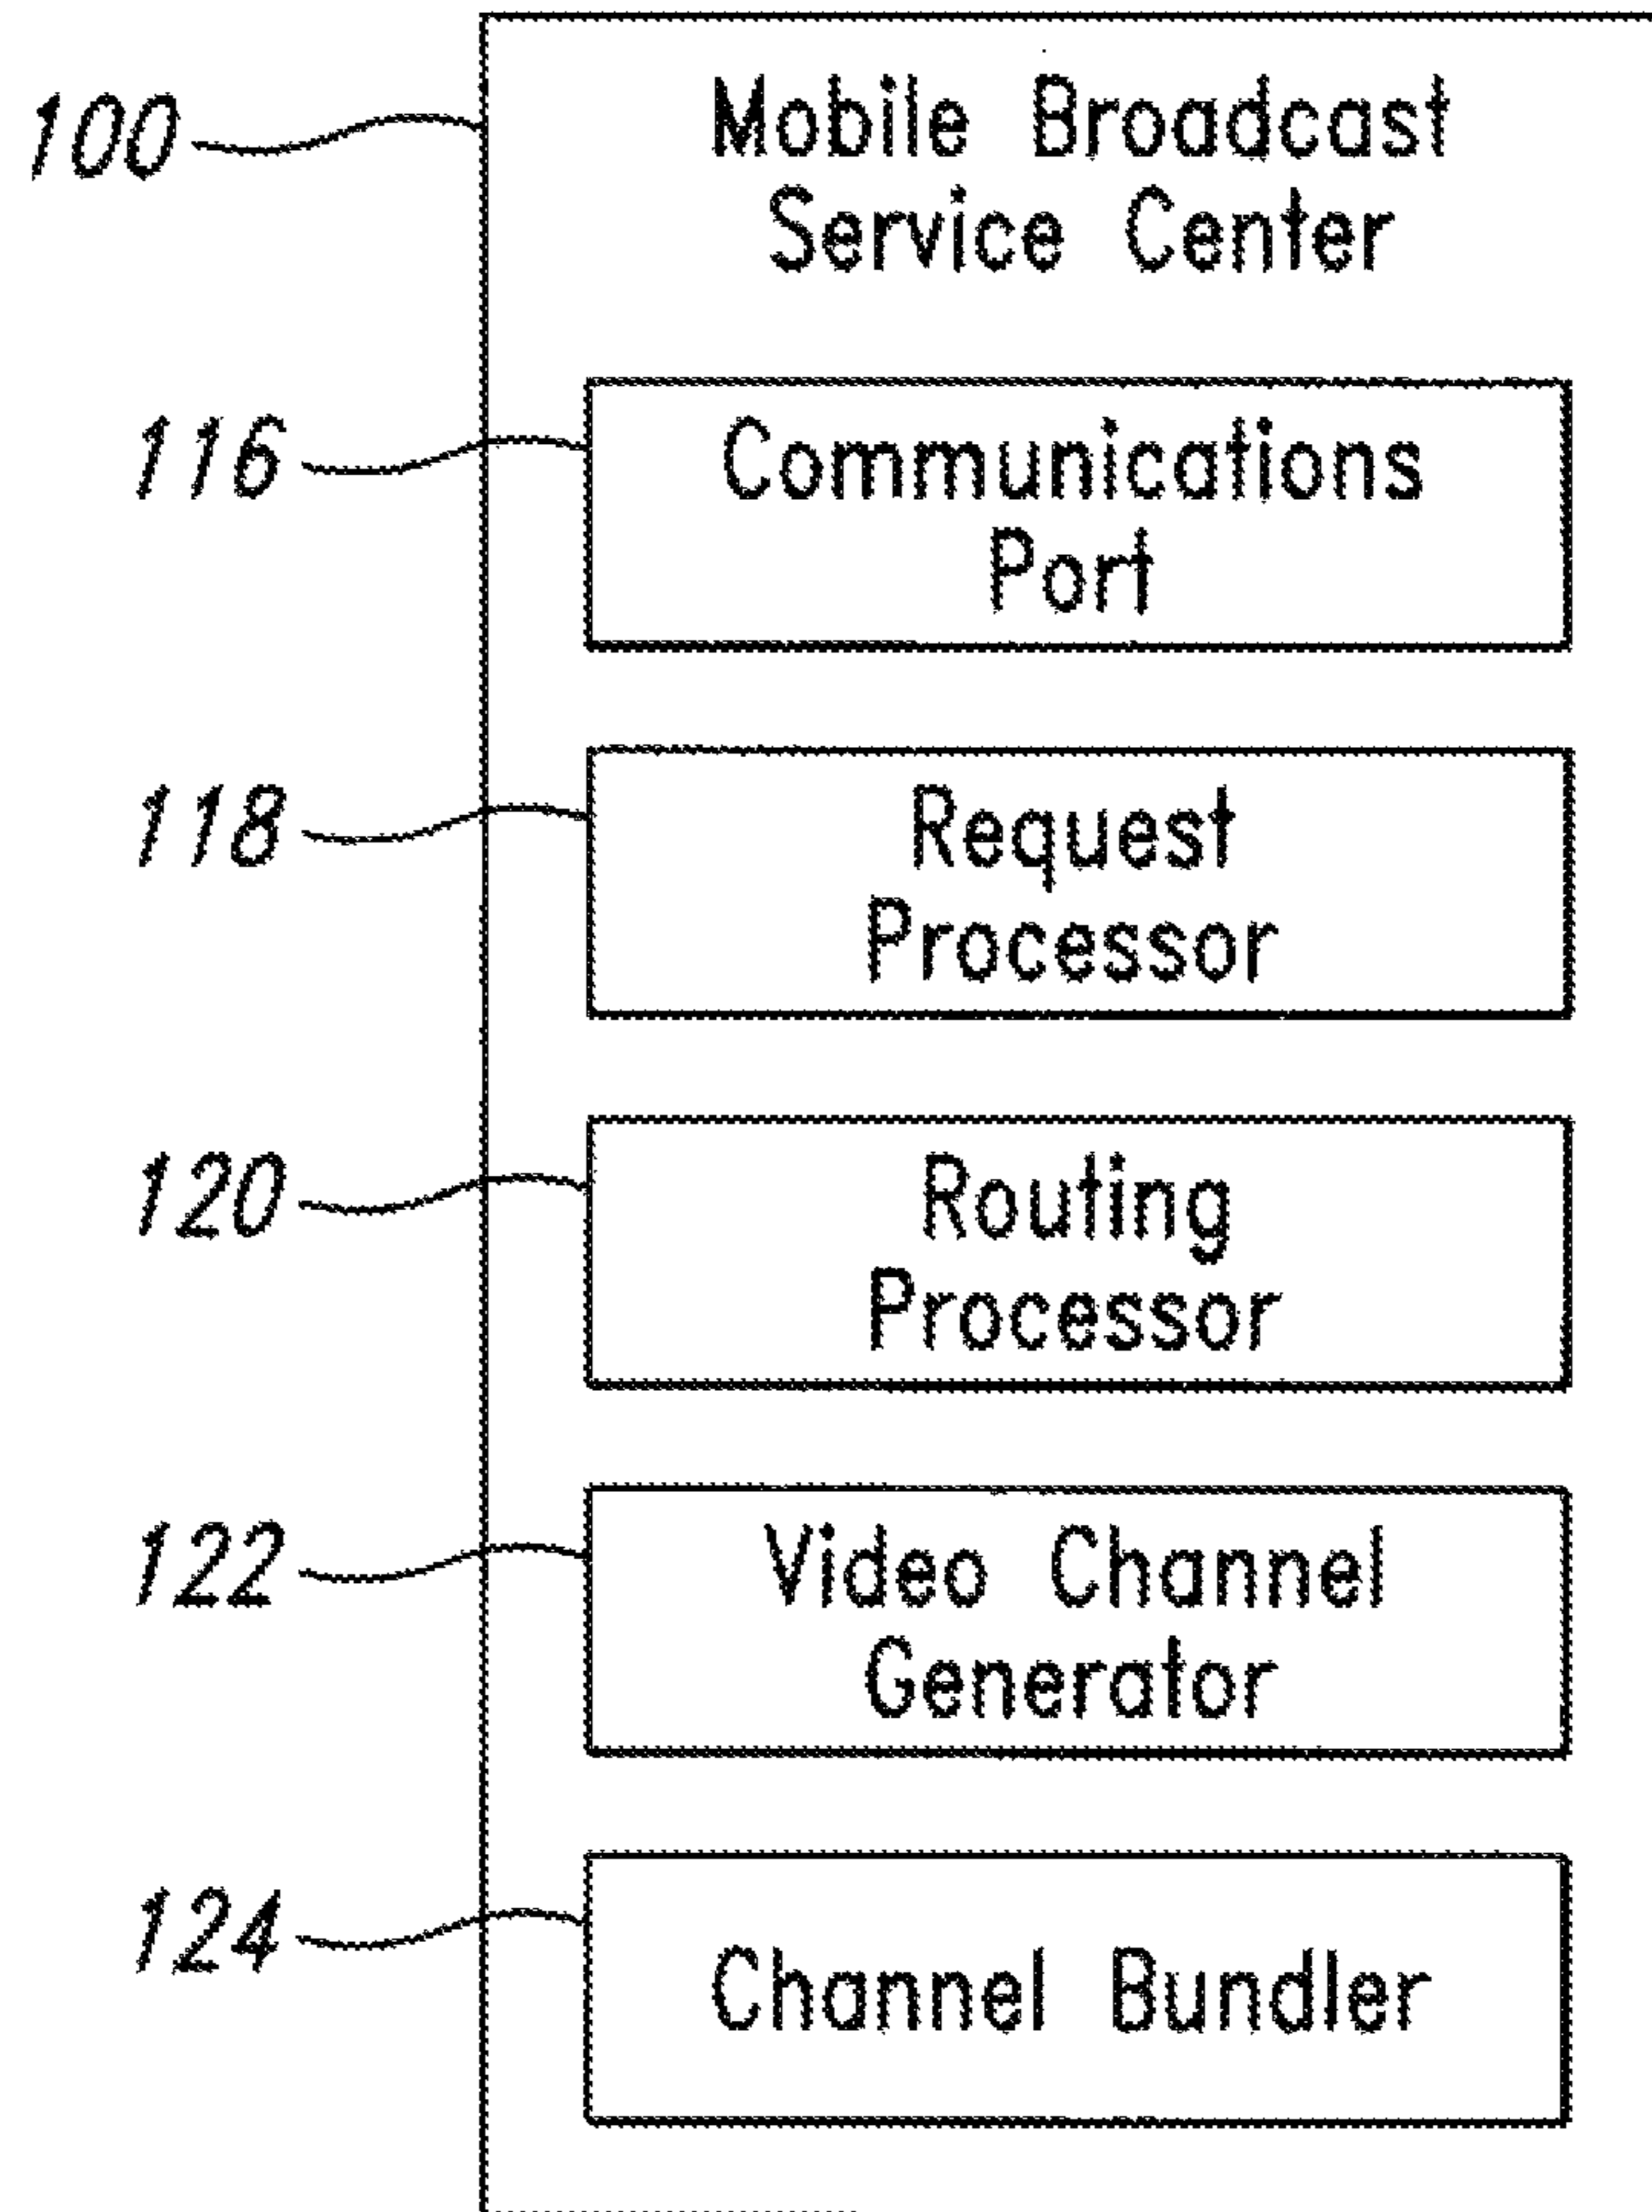 100
Mobile Broadcast
Service Center
116
Communications
Port
118
Request
Processor
120
Routing
Processor
122
Video Channel
Generator
124
Channel Bundler